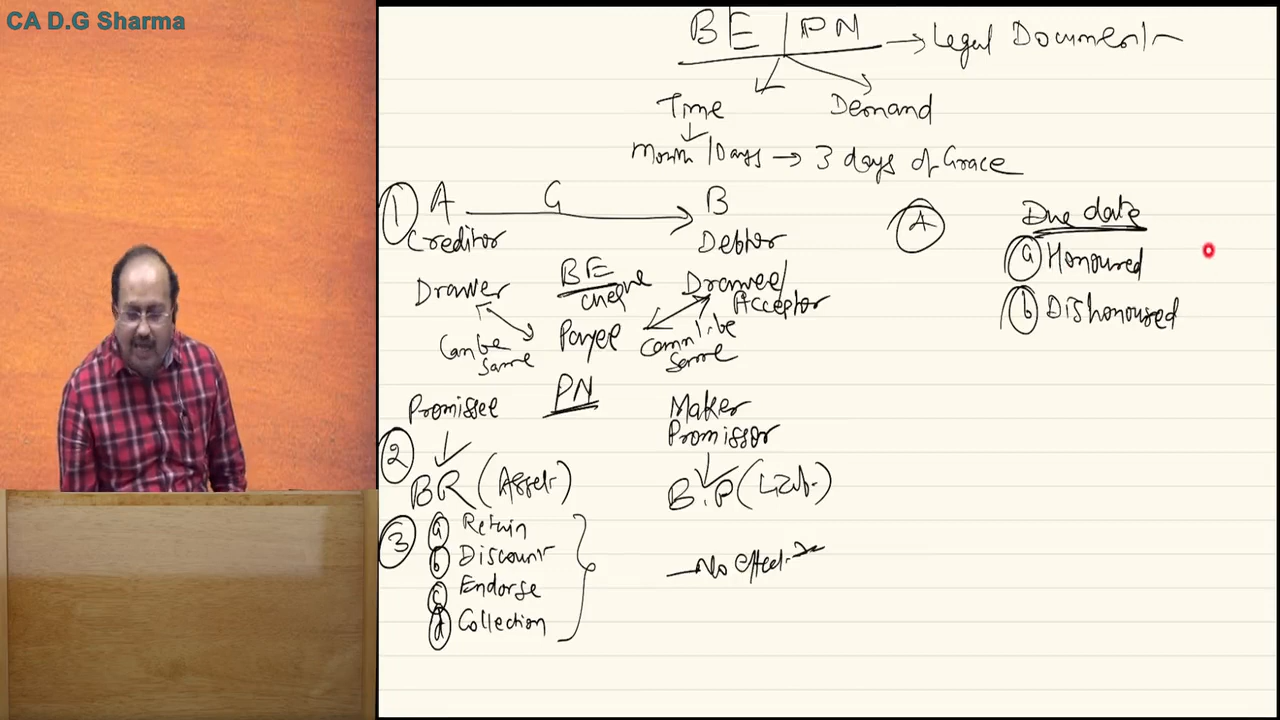 CA D.G Sharma
BE | PN → Legal Document
Time Demand
Month/Days → 3 days of Grace
① A G B
Creditor Debtor
BE
Cheque
Drawer Drawee/
Acceptor
Payee
Can be
same
Cann't be
same
PN
Promissee Maker
Promissor
② BR (Asset) B.P (Liab.)
③ ⓐ Retain
ⓑ Discount
ⓒ Endorse
ⓓ Collection
No effect
Ⓐ Due date
ⓐ Honoured
ⓑ Dishonoured